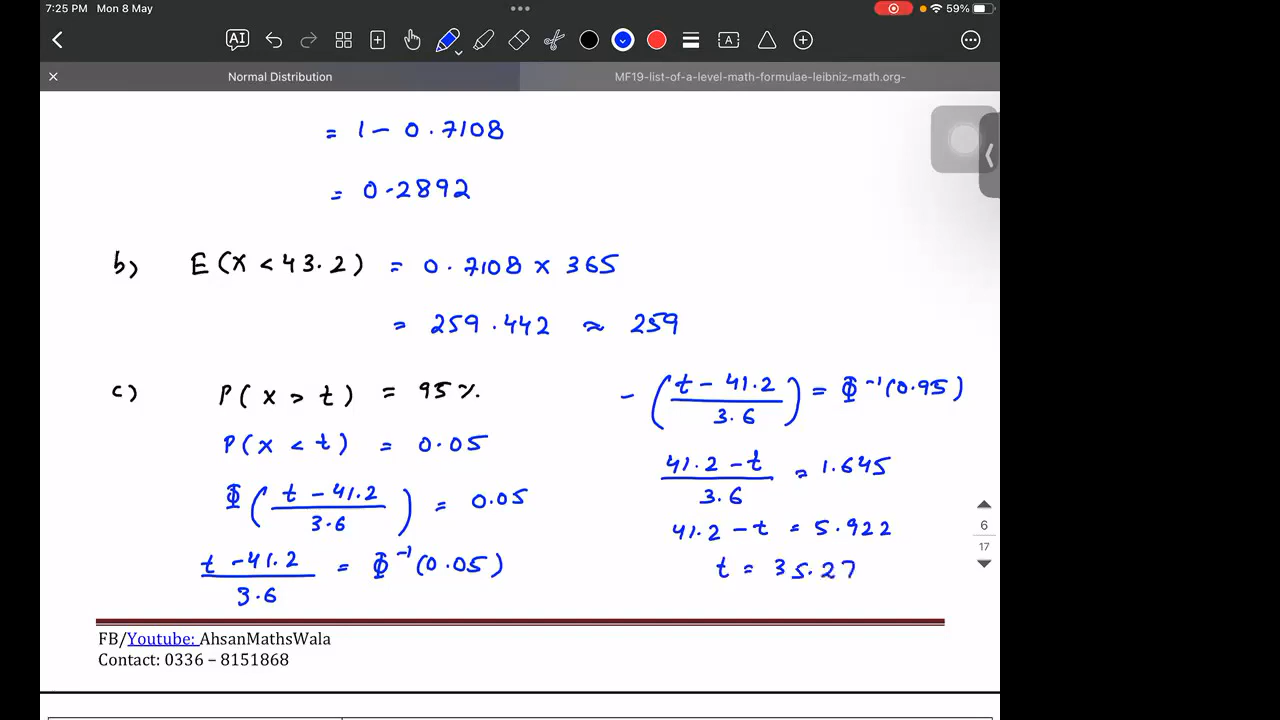 7:25 PM Mon 8 May
59%
AI
A
Normal Distribution
MF19-list-of-a-level-math-formulae-leibniz-math.org-
= 1 - 0.7108
= 0.2892
b) E(X < 43.2) = 0.7108 x 365
= 259.442 ≈ 259
c) P(X > t) = 95%
P(X < t) = 0.05
Φ((t - 41.2)/3.6) = 0.05
(t - 41.2)/3.6 = Φ⁻¹(0.05)
-((t - 41.2)/3.6) = Φ⁻¹(0.95)
(41.2 - t)/3.6 = 1.645
41.2 - t = 5.922
t = 35.27
6
17
FB/Youtube: AhsanMathsWala
Contact: 0336 – 8151868